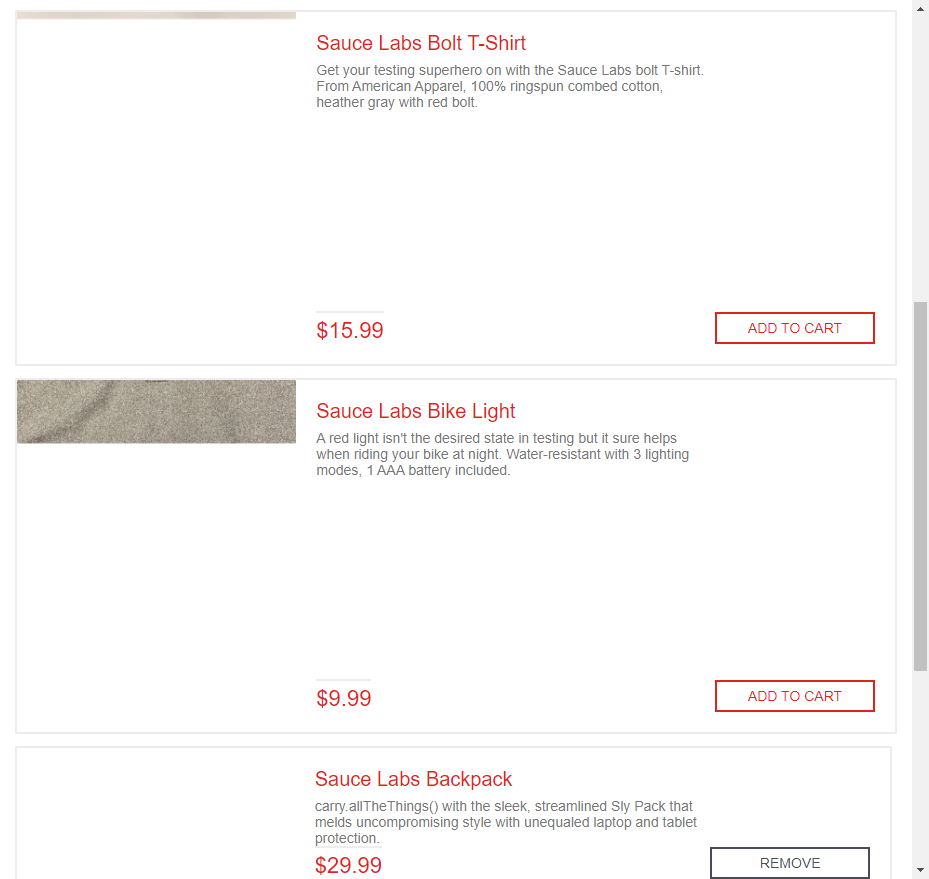 Sauce Labs Bolt T-Shirt
Get your testing superhero on with the Sauce Labs bolt T-shirt.
From American Apparel, 100% ringspun combed cotton,
heather gray with red bolt.
$15.99
ADD TO CART
Sauce Labs Bike Light
A red light isn't the desired state in testing but it sure helps
when riding your bike at night. Water-resistant with 3 lighting
modes, 1 AAA battery included.
$9.99
ADD TO CART
Sauce Labs Backpack
carry.allTheThings() with the sleek, streamlined Sly Pack that
melds uncompromising style with unequaled laptop and tablet
protection.
$29.99
REMOVE